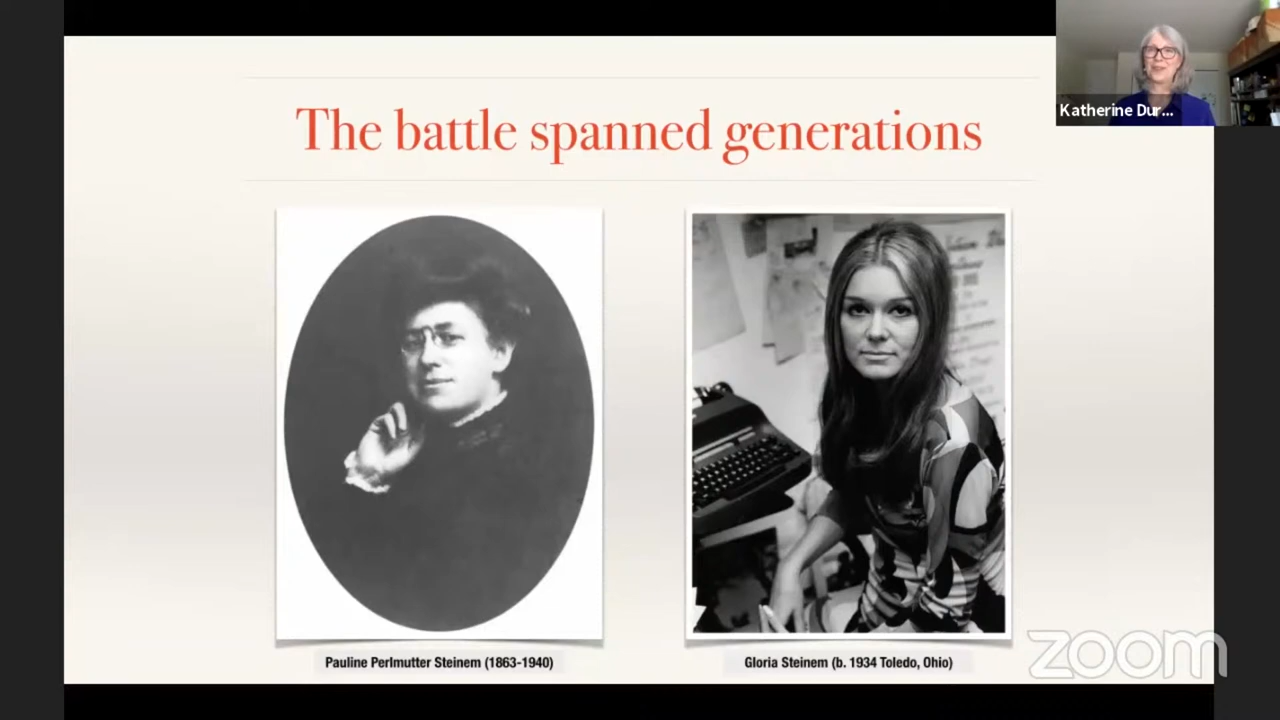 The battle spanned generations
Katherine Dur...
Pauline Perlmutter Steinem (1863-1940)
Gloria Steinem (b. 1934 Toledo, Ohio)
zoom